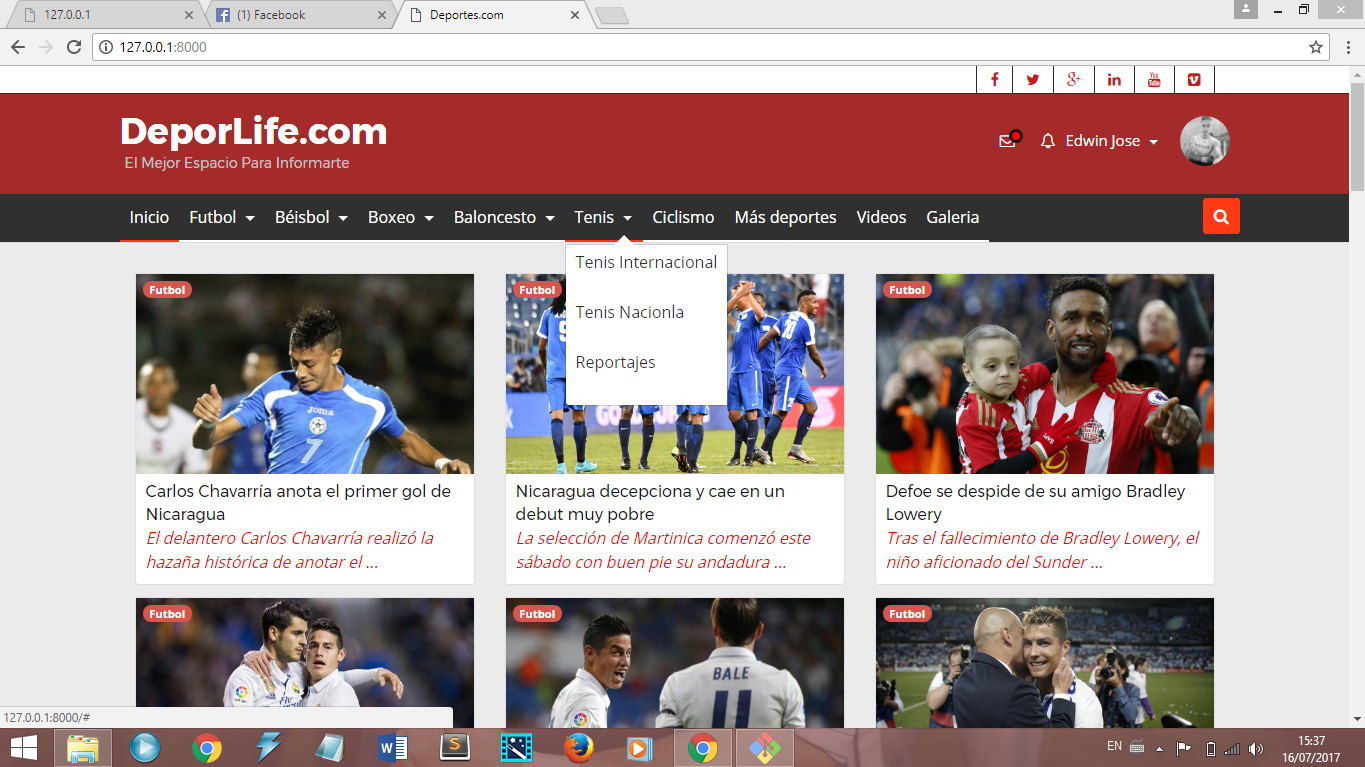 127.0.0.1
(1) Facebook
Deportes.com
127.0.0.1:8000
DeporLife.com
El Mejor Espacio Para Informarte
Edwin Jose
Inicio Futbol Béisbol Boxeo Baloncesto Tenis Ciclismo Más deportes Videos Galeria
Tenis Internacional
Tenis Nacionla
Reportajes
Futbol
Joma
7
Carlos Chavarría anota el primer gol de
Nicaragua
El delantero Carlos Chavarría realizó la
hazaña histórica de anotar el ...
Futbol
20
Nicaragua decepciona y cae en un
debut muy pobre
La selección de Martinica comenzó este
sábado con buen pie su andadura ...
Futbol
Defoe se despide de su amigo Bradley
Lowery
Tras el fallecimiento de Bradley Lowery, el
niño aficionado del Sunder ...
Futbol
Futbol
BALE
11
Futbol
127.0.0.1:8000/#
EN
15:37
16/07/2017